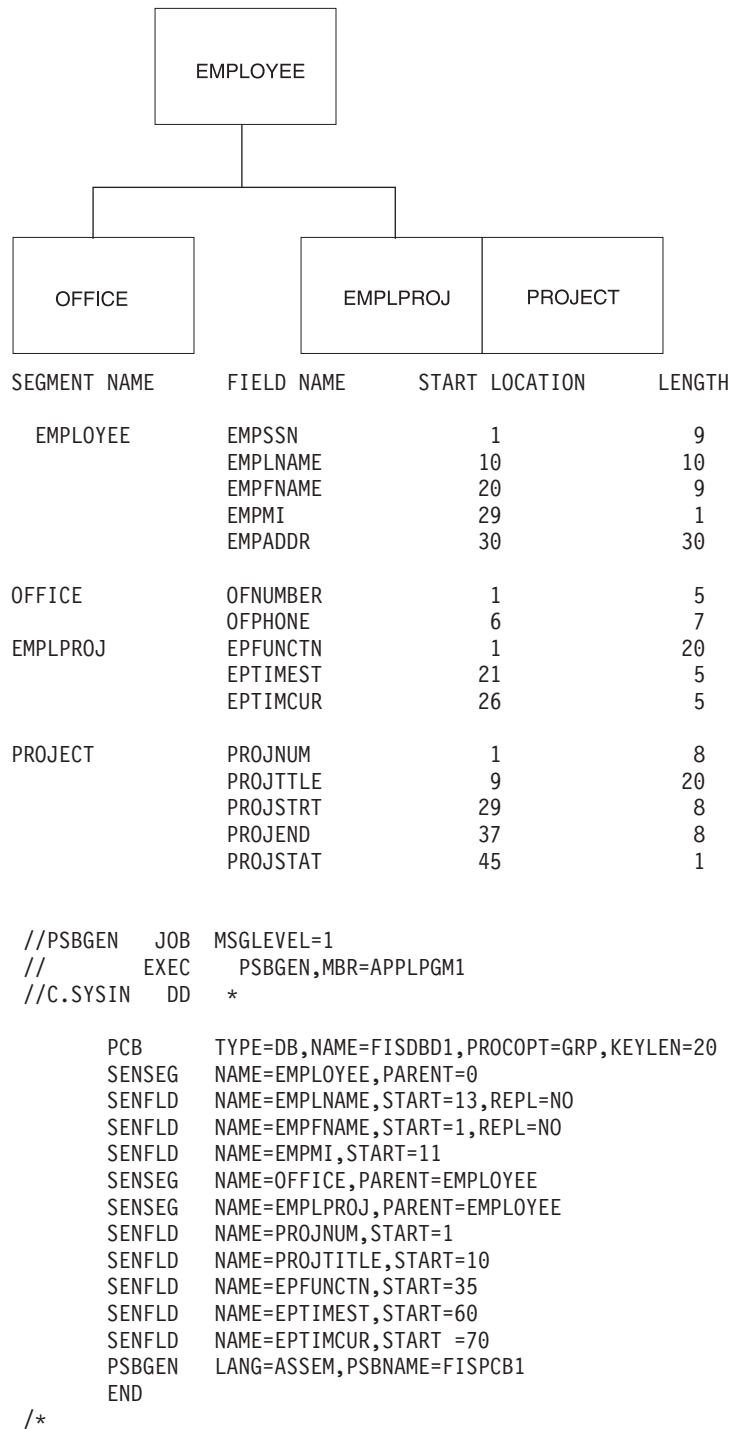 EMPLOYEE
OFFICE EMPLPROJ PROJECT
SEGMENT NAME FIELD NAME START LOCATION LENGTH
EMPLOYEE EMPSSN 1 9
EMPLNAME 10 10
EMPFNAME 20 9
EMPMI 29 1
EMPADDR 30 30
OFFICE OFNUMBER 1 5
OFPHONE 6 7
EMPLPROJ EPFUNCTN 1 20
EPTIMEST 21 5
EPTIMCUR 26 5
PROJECT PROJNUM 1 8
PROJTTLE 9 20
PROJSTRT 29 8
PROJEND 37 8
PROJSTAT 45 1
//PSBGEN JOB MSGLEVEL=1
// EXEC PSBGEN,MBR=APPLPGM1
//C.SYSIN DD *
PCB TYPE=DB,NAME=FISDBD1,PROCOPT=GRP,KEYLEN=20
SENSEG NAME=EMPLOYEE,PARENT=0
SENFLD NAME=EMPLNAME,START=13,REPL=NO
SENFLD NAME=EMPFNAME,START=1,REPL=NO
SENFLD NAME=EMPMI,START=11
SENSEG NAME=OFFICE,PARENT=EMPLOYEE
SENSEG NAME=EMPLPROJ,PARENT=EMPLOYEE
SENFLD NAME=PROJNUM,START=1
SENFLD NAME=PROJTITLE,START=10
SENFLD NAME=EPFUNCTN,START=35
SENFLD NAME=EPTIMEST,START=60
SENFLD NAME=EPTIMCUR,START =70
PSBGEN LANG=ASSEM,PSBNAME=FISPCB1
END
/*